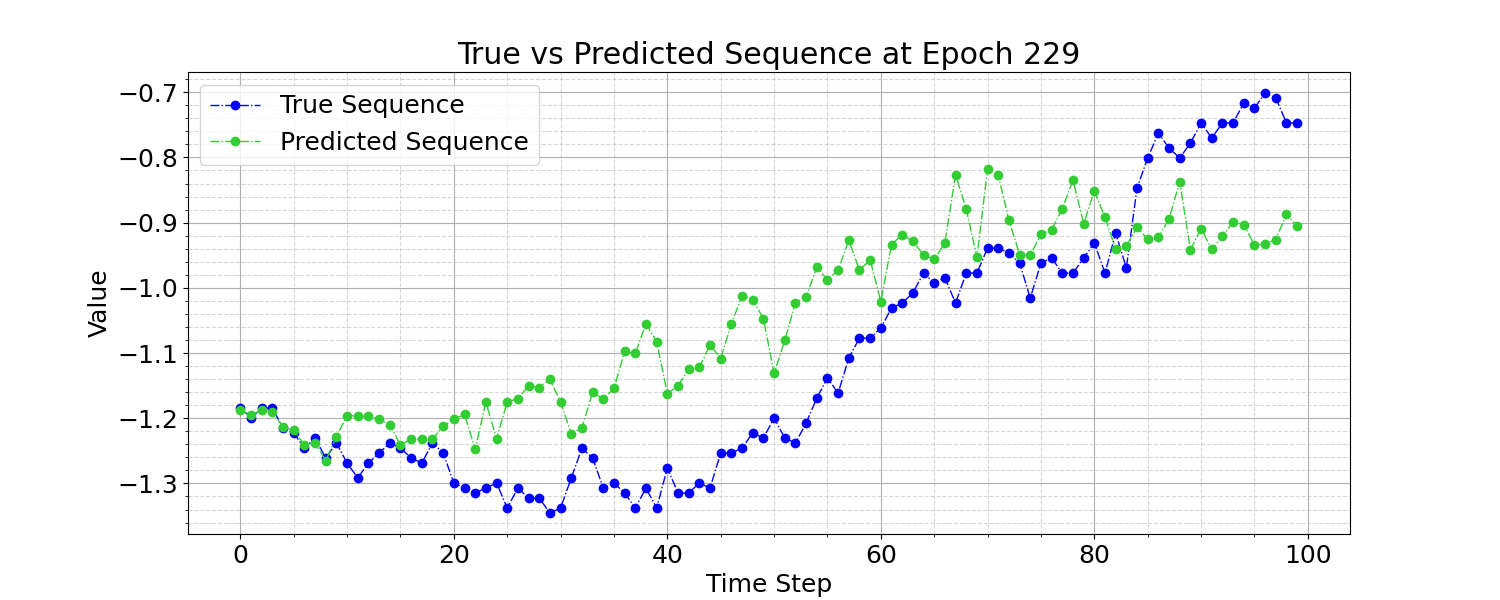 True vs Predicted Sequence at Epoch 229
True Sequence
Predicted Sequence
Value
−0.7
−0.8
−0.9
−1.0
−1.1
−1.2
−1.3
0 20 40 60 80 100
Time Step